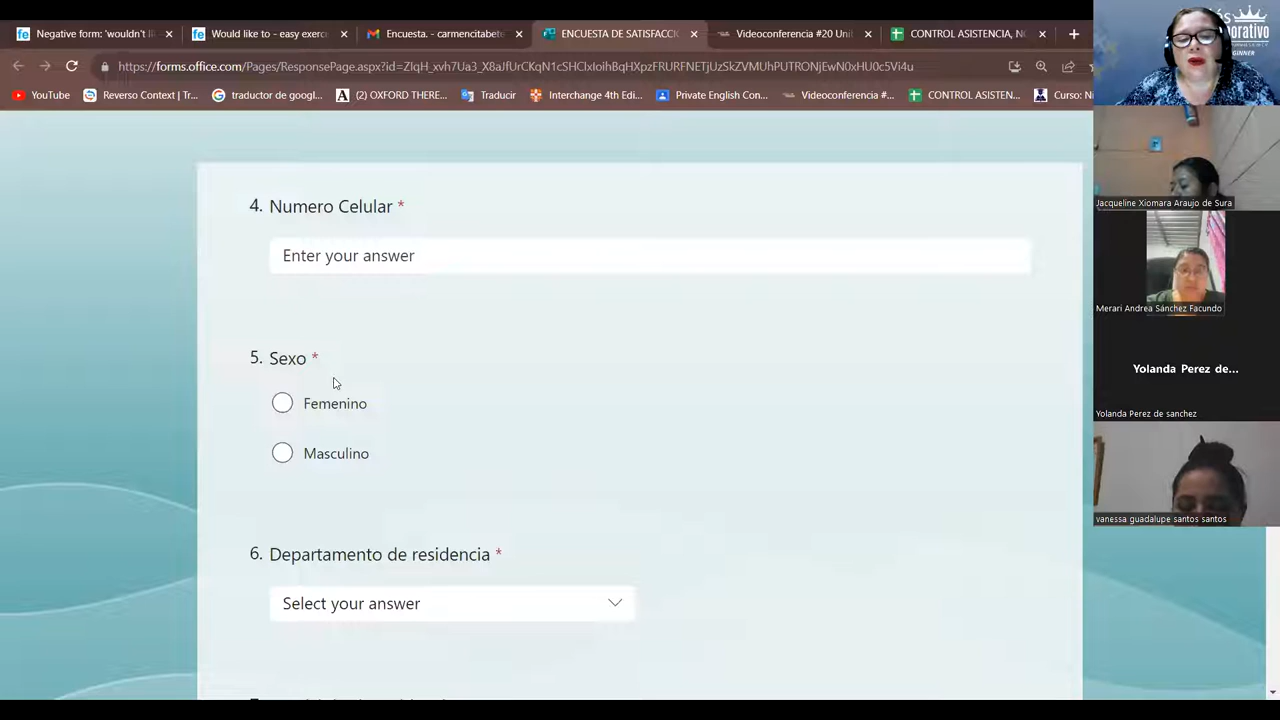 Negative form: 'wouldn't li
Would like to - easy exerc
Encuesta. - carmencitabete
ENCUESTA DE SATISFACCI
Videoconferencia #20 Uni
CONTROL ASISTENCIA, N
https://forms.office.com/Pages/ResponsePage.aspx?id=ZIqH_xvh7Ua3_X8aJfUrCKqN1cSHClxIoihBqHXpzFRURFNETjUzSkZVMUhPUTRONjEwN0xHU0c5Vi4u
YouTube
Reverso Context | Tr...
traductor de googl...
(2) OXFORD THERE...
Traducir
Interchange 4th Edi...
Private English Con...
Videoconferencia #...
CONTROL ASISTEN...
Curso: Ni
4. Numero Celular *
Enter your answer
5. Sexo *
Femenino
Masculino
6. Departamento de residencia *
Select your answer
Jacqueline Xiomara Araujo de Sura
Merari Andrea Sánchez Facundo
Yolanda Perez de...
Yolanda Perez de sanchez
vanessa guadalupe santos santos